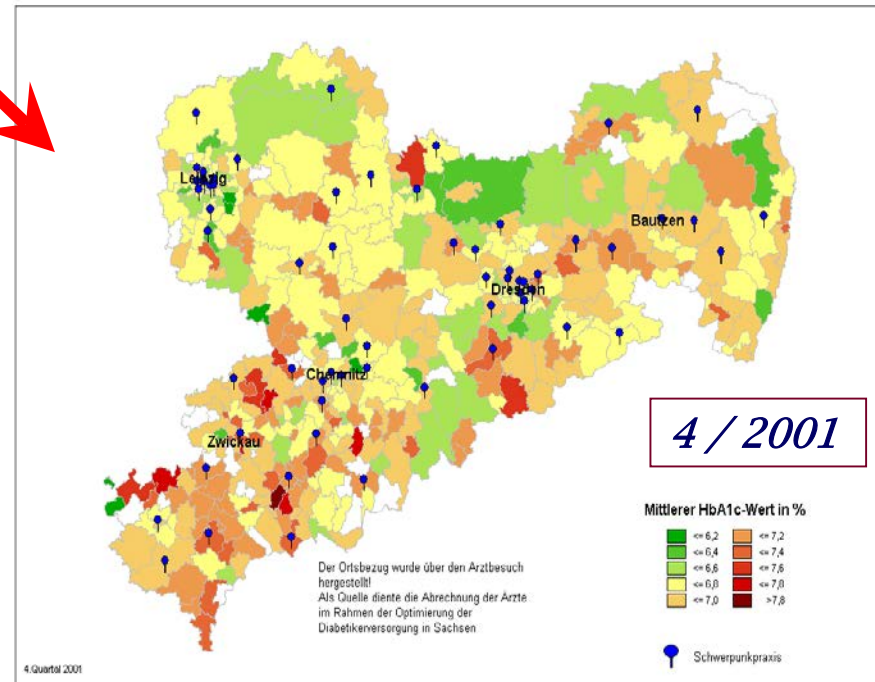 Leipzig
Bautzen
Dresden
Chemnitz
Zwickau
4 / 2001
Mittlerer HbA1c-Wert in %
<= 6,2
<= 7,2
<= 6,4
<= 7,4
<= 6,6
<= 7,6
<= 6,8
<= 7,8
<= 7,0
>7,8
Der Ortsbezug wurde über den Arztbesuch
hergestellt!
Als Quelle diente die Abrechnung der Ärzte
im Rahmen der Optimierung der
Diabetikerversorgung in Sachsen
Schwerpunkpraxis
4.Quartal 2001